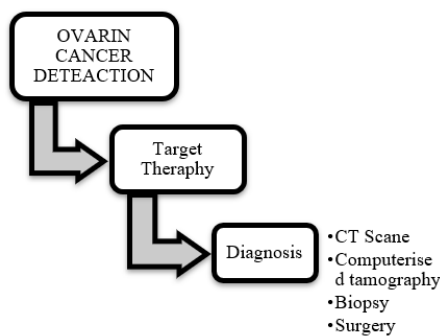 OVARIN
CANCER
DETEACTION
Target
Theraphy
Diagnosis
•CT Scane
•Computerise
d tamography
•Biopsy
•Surgery